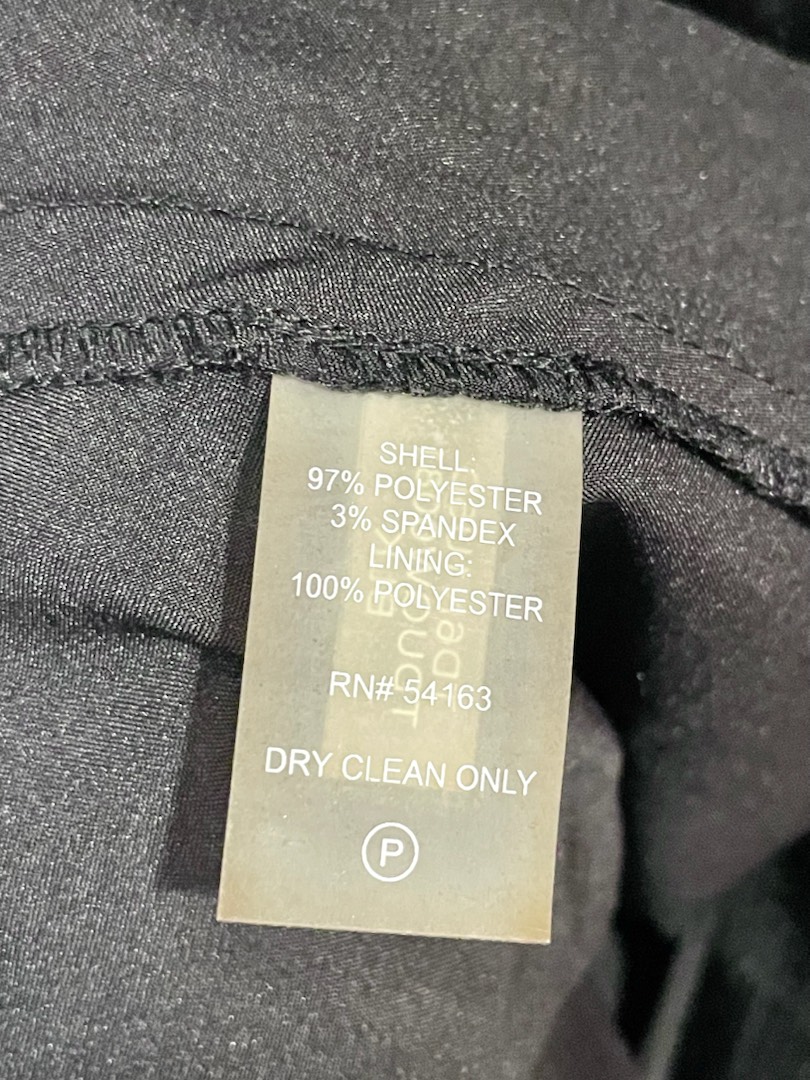 SHELL:
97% POLYESTER
3% SPANDEX
LINING:
100% POLYESTER
RN# 54163
DRY CLEAN ONLY
P